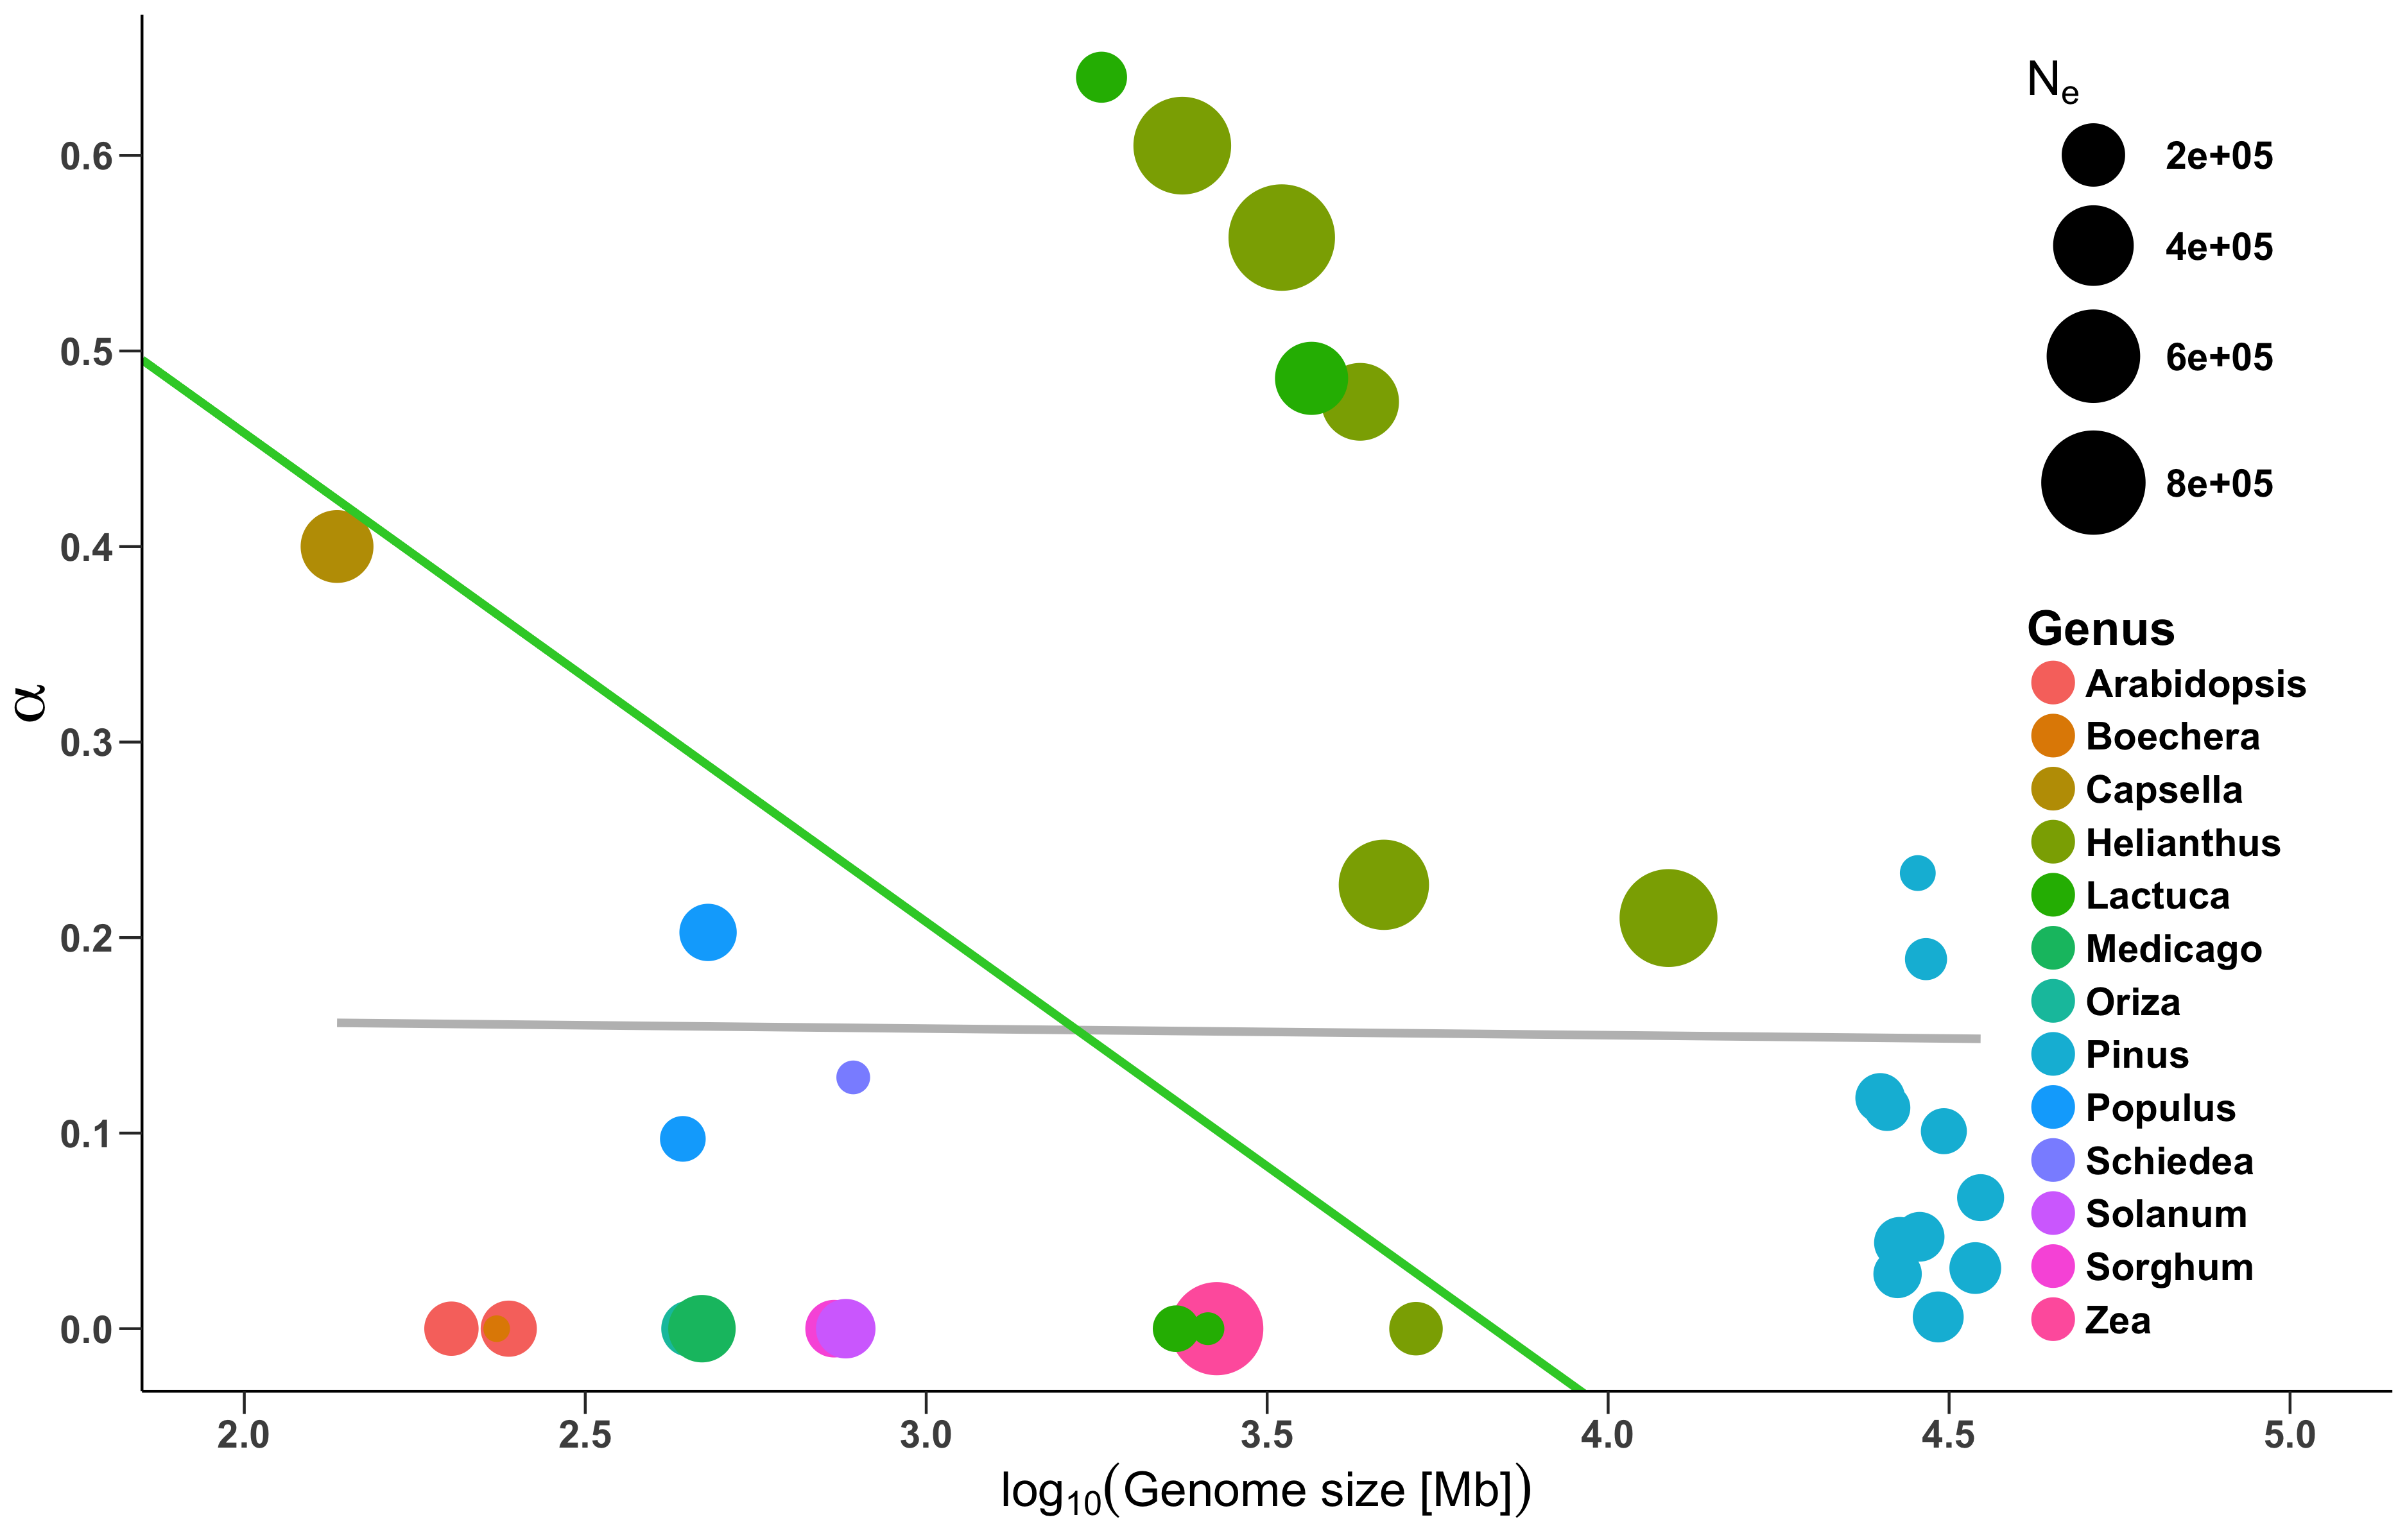 Nₑ
2e+05
4e+05
6e+05
8e+05
Genus
Arabidopsis
Boechera
Capsella
Helianthus
Lactuca
Medicago
Oriza
Pinus
Populus
Schiedea
Solanum
Sorghum
Zea
α
0.6
0.5
0.4
0.3
0.2
0.1
0.0
2.0 2.5 3.0 3.5 4.0 4.5 5.0
log₁₀(Genome size [Mb])